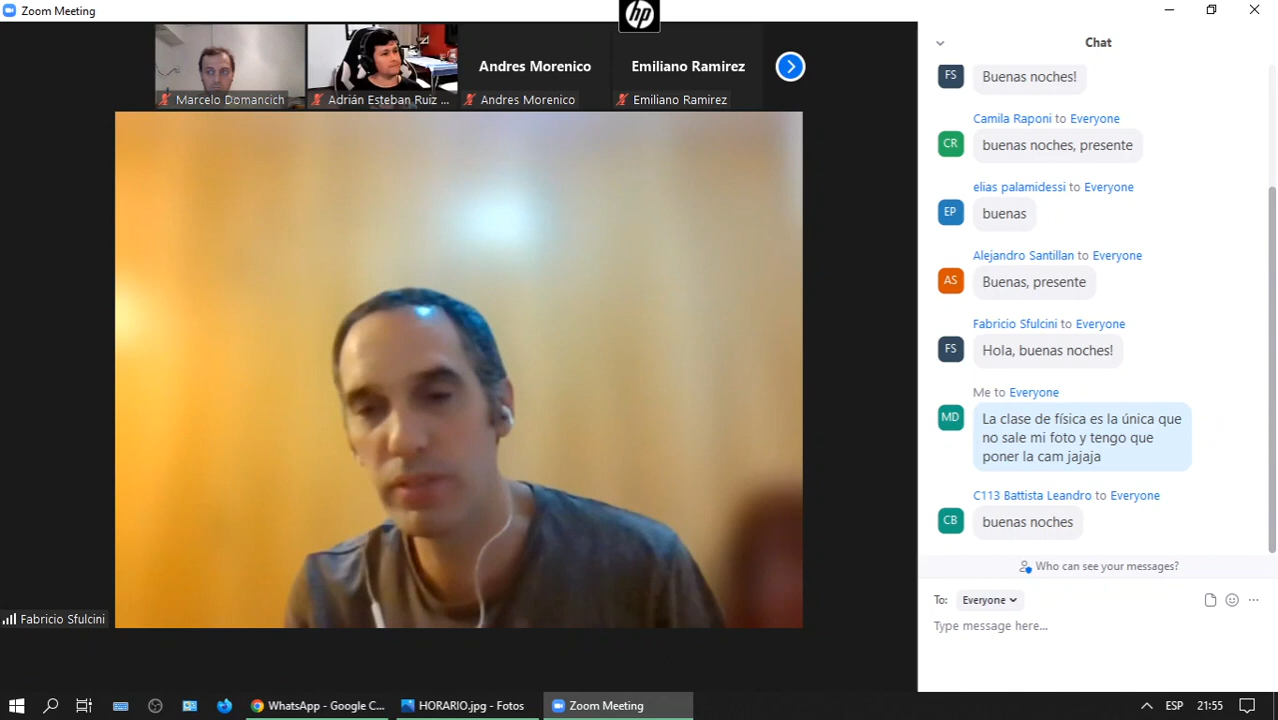 Zoom Meeting
hp
Andres Morenico
Emiliano Ramirez
Marcelo Domancich
Adrián Esteban Ruiz ...
Andres Morenico
Emiliano Ramirez
Fabricio Sfulcini
Chat
FS
Buenas noches!
Camila Raponi to Everyone
CR
buenas noches, presente
elias palamidessi to Everyone
EP
buenas
Alejandro Santillan to Everyone
AS
Buenas, presente
Fabricio Sfulcini to Everyone
FS
Hola, buenas noches!
Me to Everyone
MD
La clase de física es la única que
no sale mi foto y tengo que
poner la cam jajaja
C113 Battista Leandro to Everyone
CB
buenas noches
Who can see your messages?
To: Everyone
Type message here...
WhatsApp - Google C...
HORARIO.jpg - Fotos
Zoom Meeting
ESP
21:55